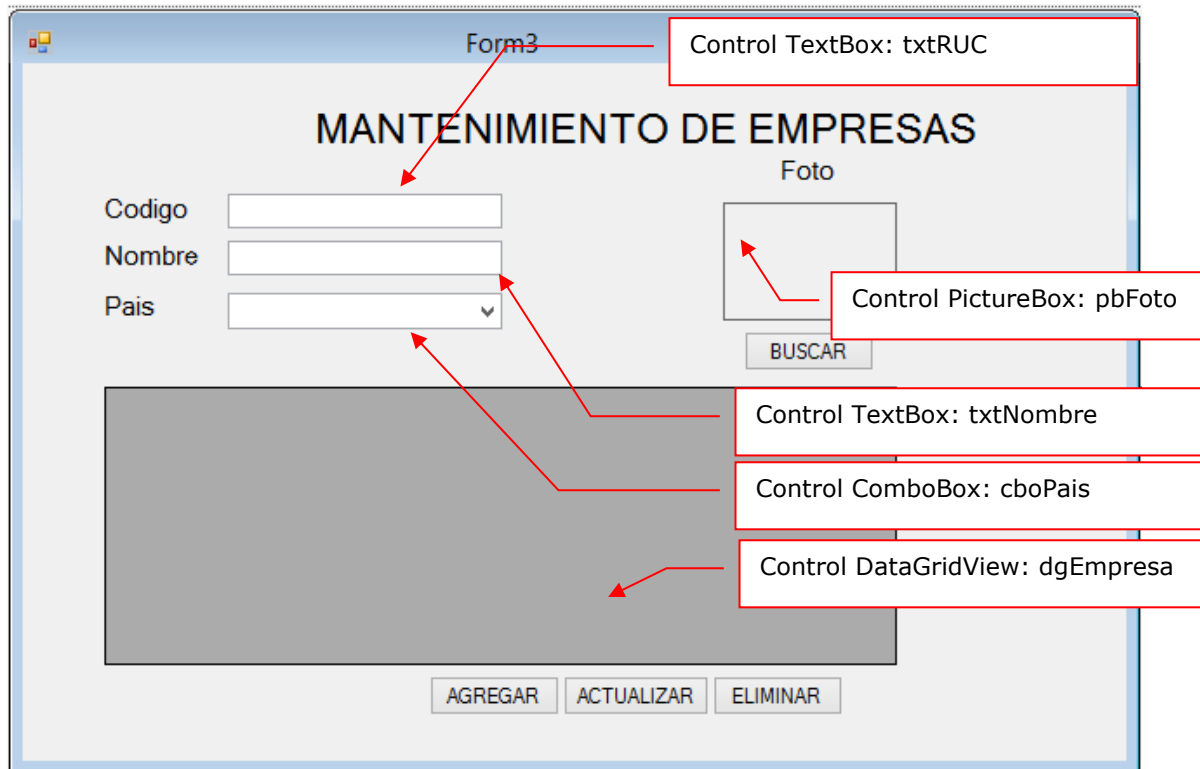 Form3
Control TextBox: txtRUC
MANTENIMIENTO DE EMPRESAS
Foto
Codigo
Nombre
Pais
Control PictureBox: pbFoto
BUSCAR
Control TextBox: txtNombre
Control ComboBox: cboPais
Control DataGridView: dgEmpresa
AGREGAR ACTUALIZAR ELIMINAR